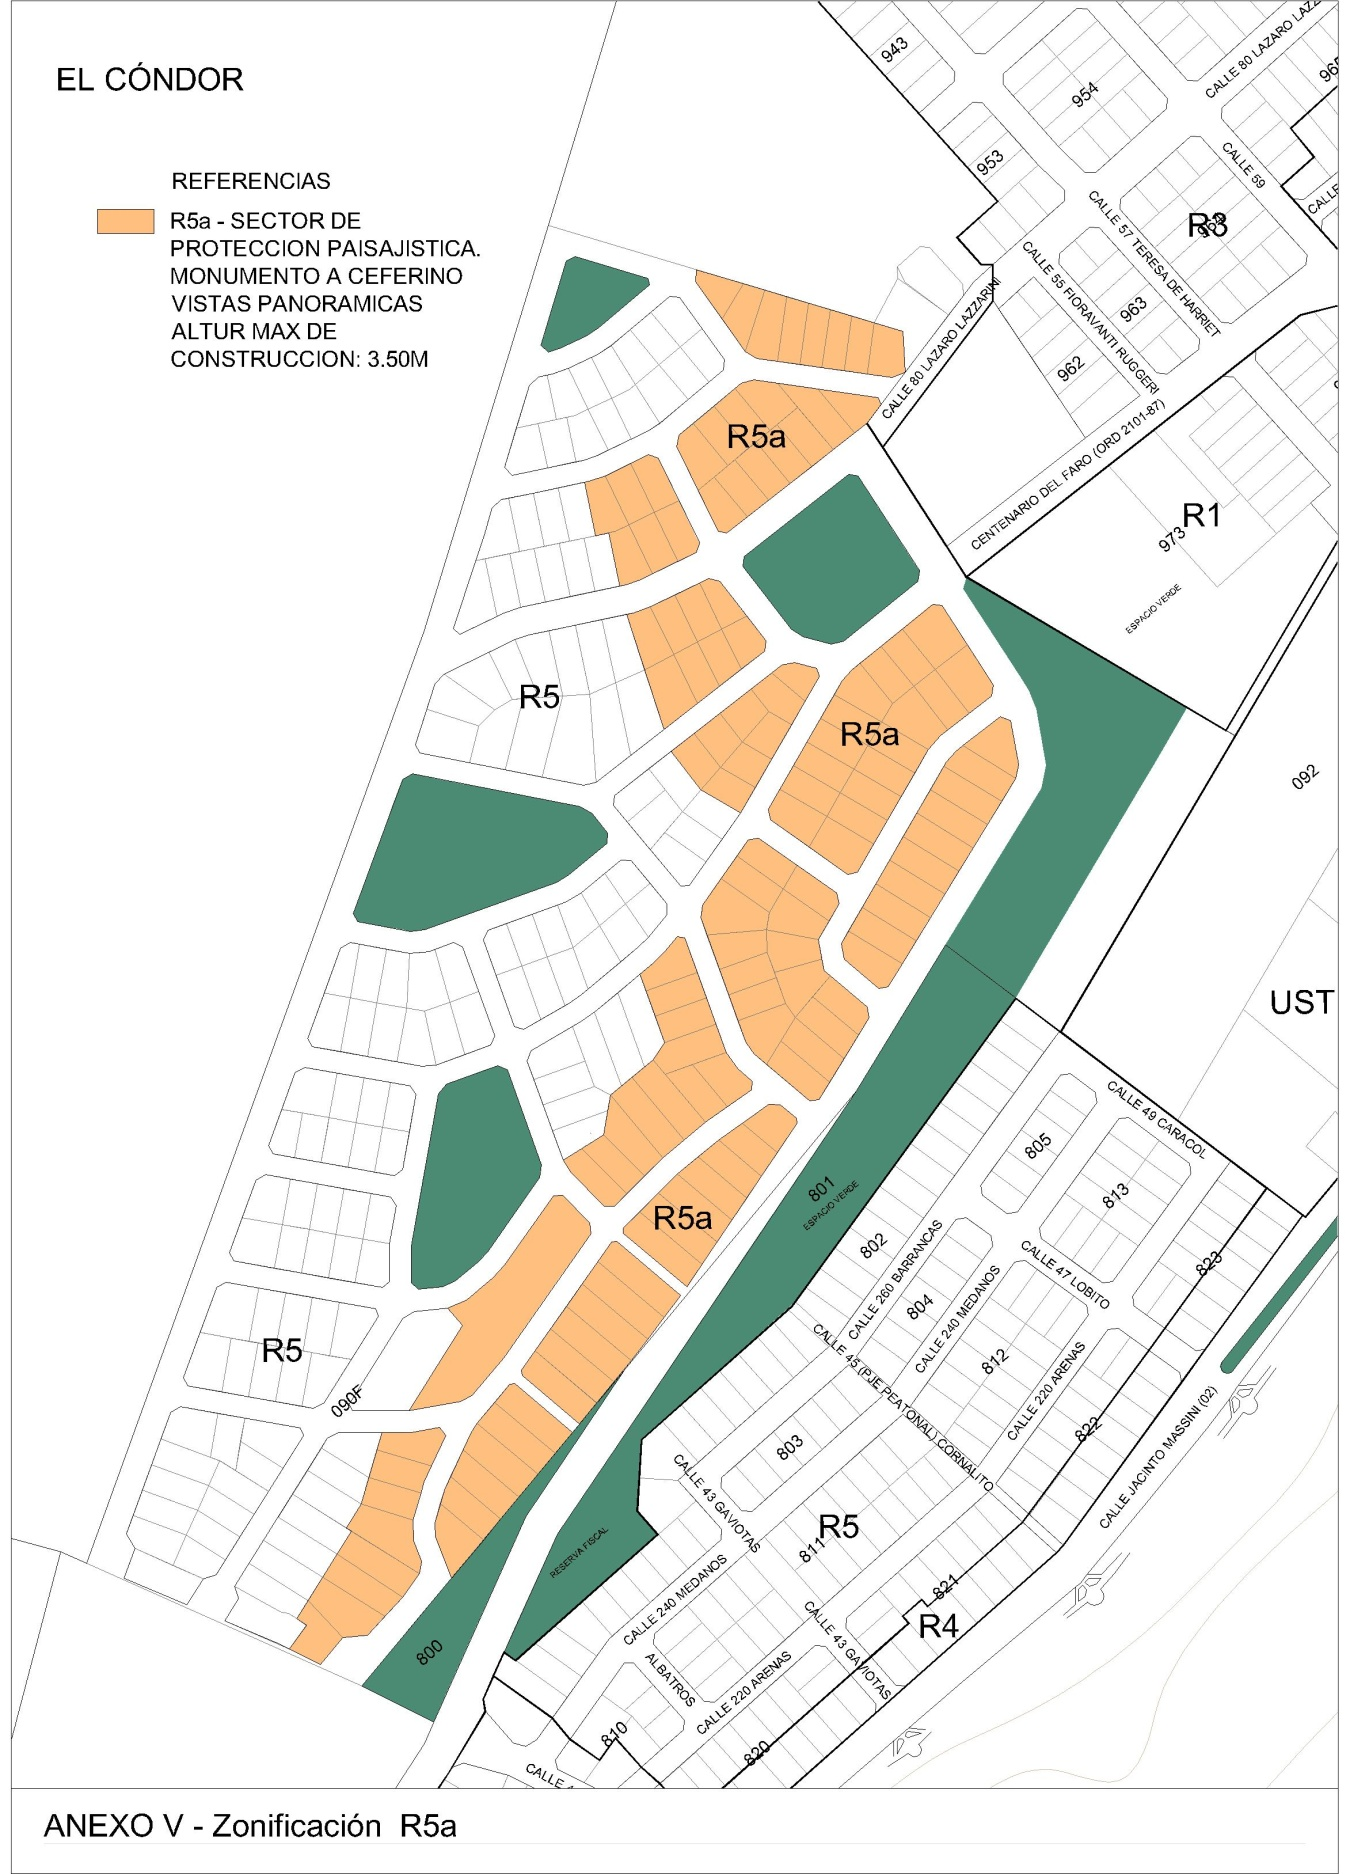 EL CÓNDOR
REFERENCIAS
R5a - SECTOR DE
PROTECCION PAISAJISTICA.
MONUMENTO A CEFERINO
VISTAS PANORAMICAS
ALTUR MAX DE
CONSTRUCCION: 3.50M
943
954
CALLE 80 LAZARO LAZZ
965
953
CALLE 59
CALLE
R3
964
CALLE 57 TERESA DE HARRIET
CALLE 55 FIORAVANTI RUGGERI
963
962
CALLE 80 LAZARO LAZZARINI
CENTENARIO DEL FARO (ORD 2101-87)
R5a
R1
973
ESPACIO VERDE
R5
R5a
092
UST
CALLE 49 CARACOL
805
813
801
ESPACIO VERDE
R5a
802
823
CALLE 260 BARRANCAS
CALLE 47 LOBITO
804
CALLE 240 MEDANOS
R5
812
CALLE 45 (PJE PEATONAL) CORNALITO
CALLE 220 ARENAS
090F
822
CALLE JACINTO MASSINI (02)
803
CALLE 43 GAVIOTAS
R5
811
RESERVA FISCAL
CALLE 240 MEDANOS
821
R4
CALLE 43 GAVIOTAS
800
ALBATROS
CALLE 220 ARENAS
810
820
CALLE
ANEXO V - Zonificación R5a